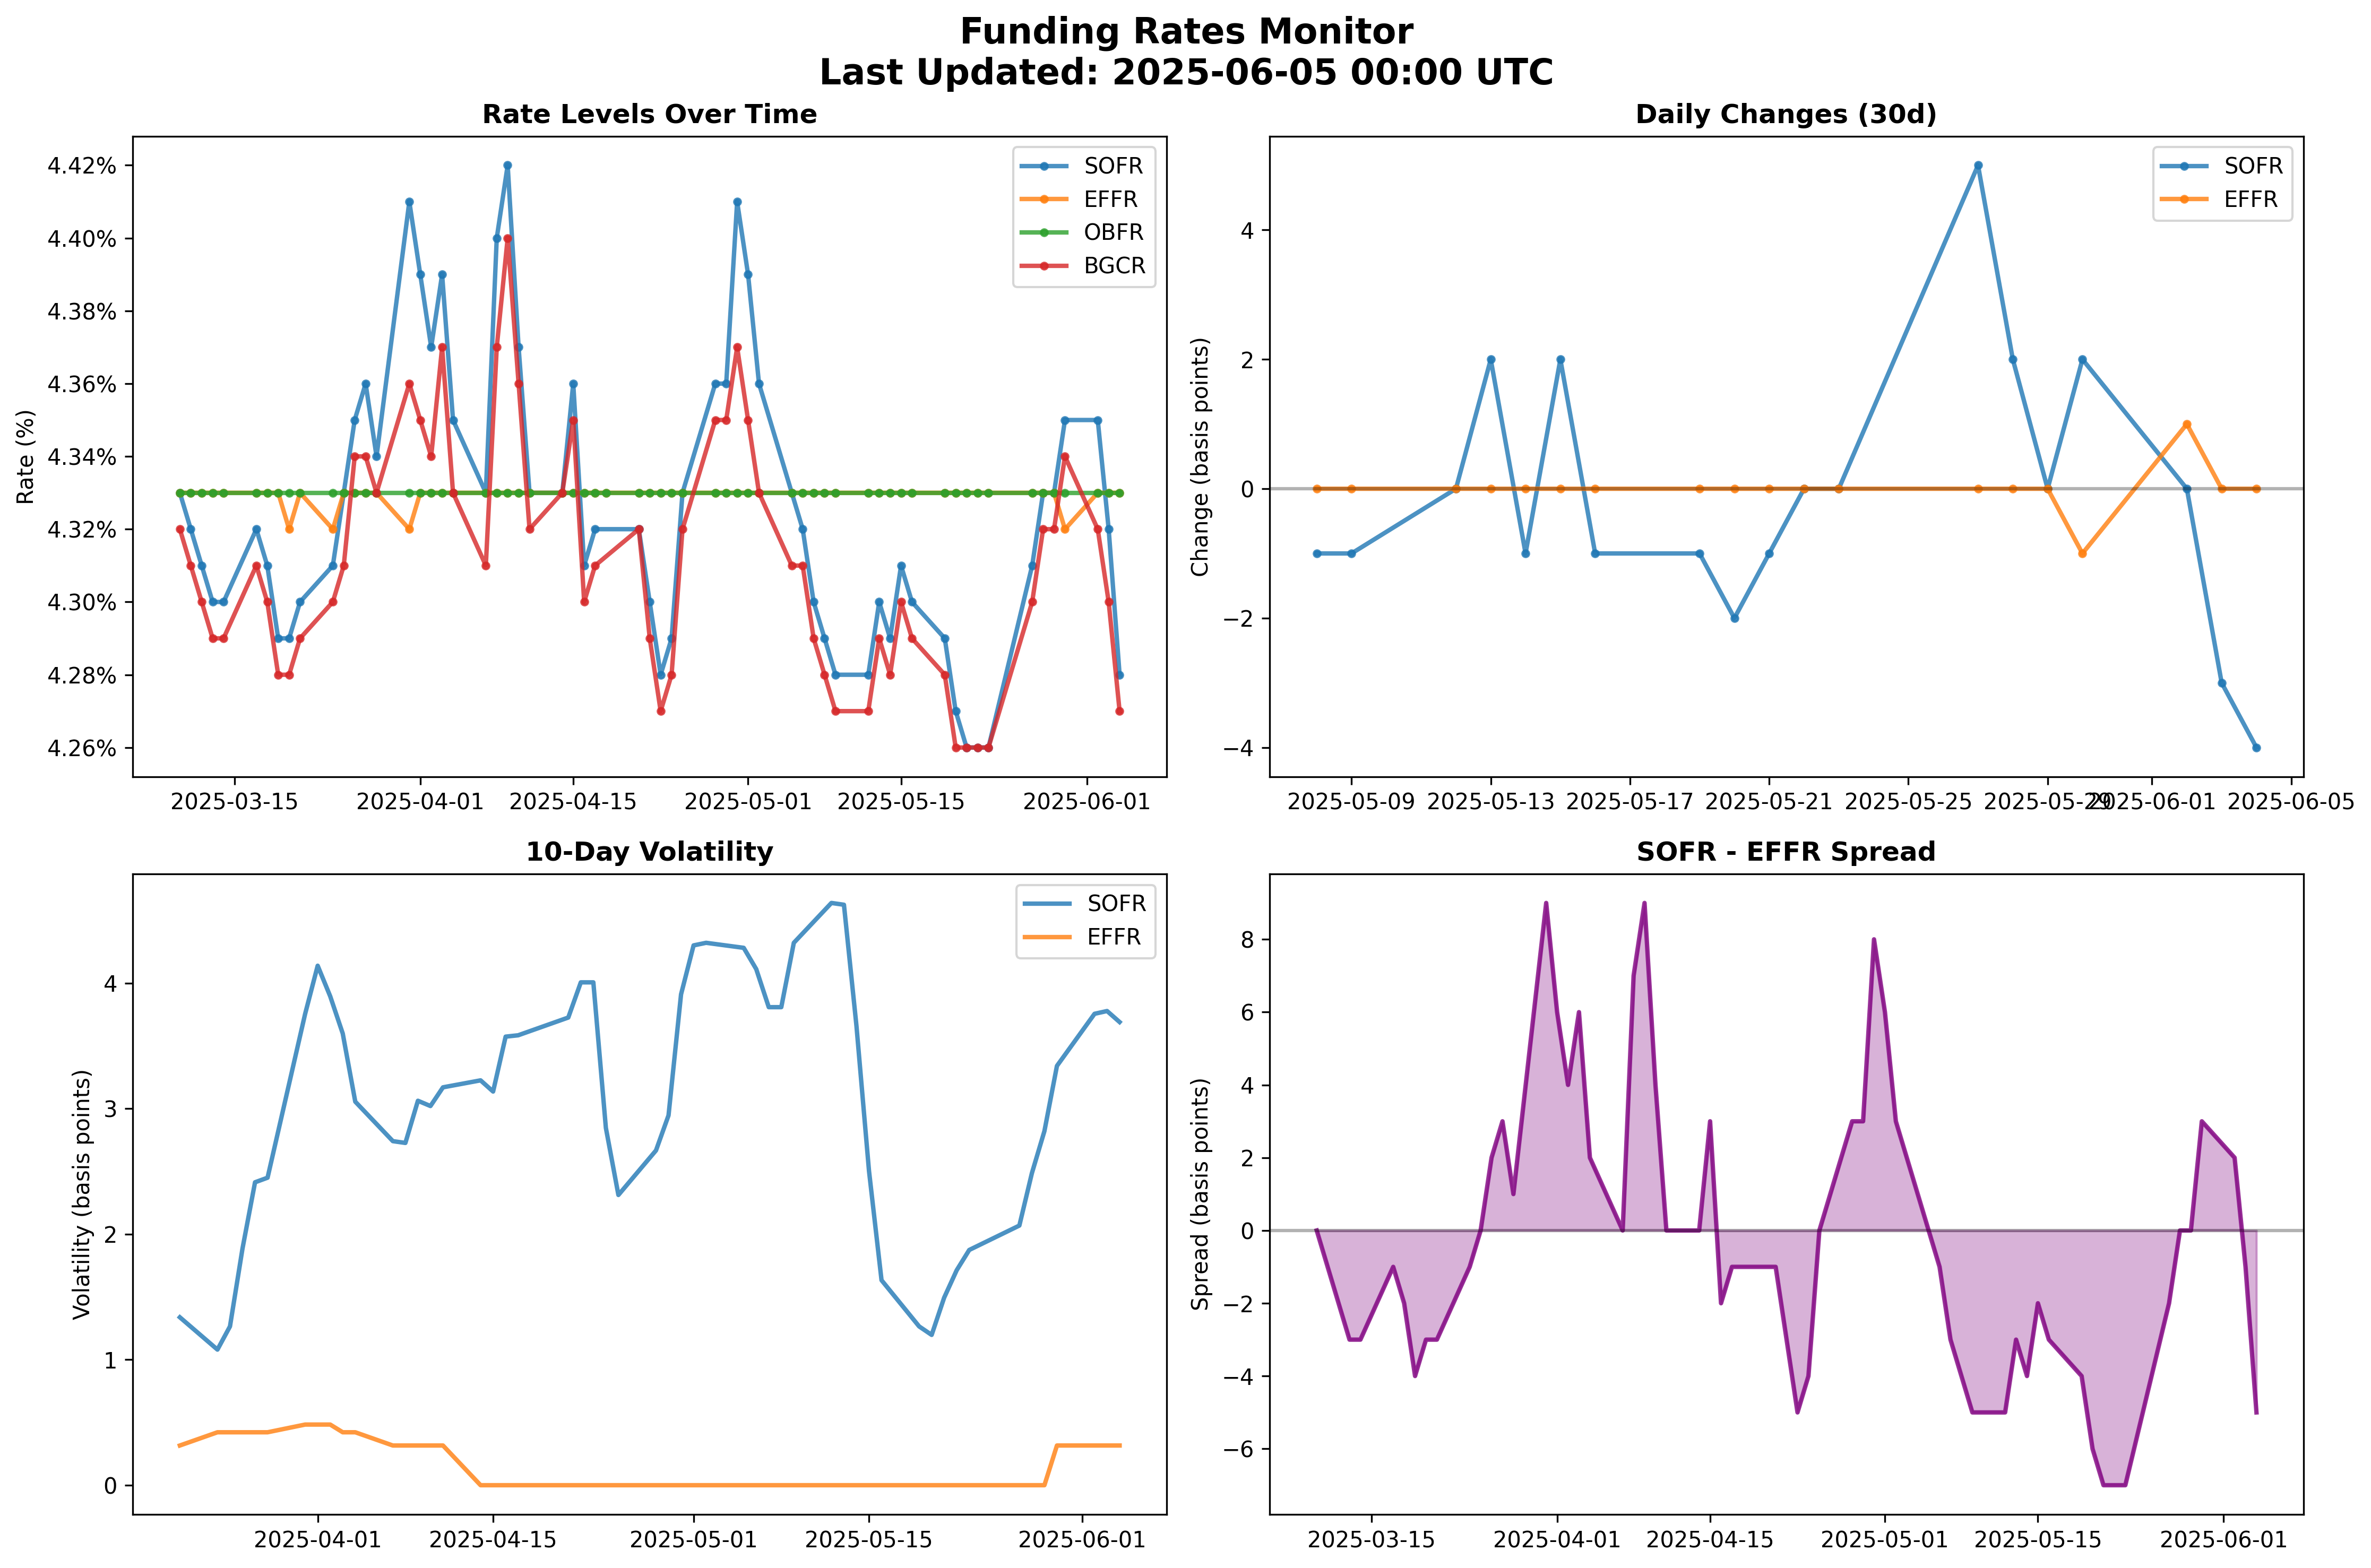 Funding Rates Monitor
Last Updated: 2025-06-05 00:00 UTC
Rate Levels Over Time
Rate (%)
4.42%
4.40%
4.38%
4.36%
4.34%
4.32%
4.30%
4.28%
4.26%
SOFR
EFFR
OBFR
BGCR
2025-03-15 2025-04-01 2025-04-15 2025-05-01 2025-05-15 2025-06-01
Daily Changes (30d)
Change (basis points)
4
2
0
−2
−4
SOFR
EFFR
2025-05-09 2025-05-13 2025-05-17 2025-05-21 2025-05-25 2025-05-29 2025-06-01 2025-06-05
10-Day Volatility
Volatility (basis points)
4
3
2
1
0
SOFR
EFFR
2025-04-01 2025-04-15 2025-05-01 2025-05-15 2025-06-01
SOFR - EFFR Spread
Spread (basis points)
8
6
4
2
0
−2
−4
−6
2025-03-15 2025-04-01 2025-04-15 2025-05-01 2025-05-15 2025-06-01